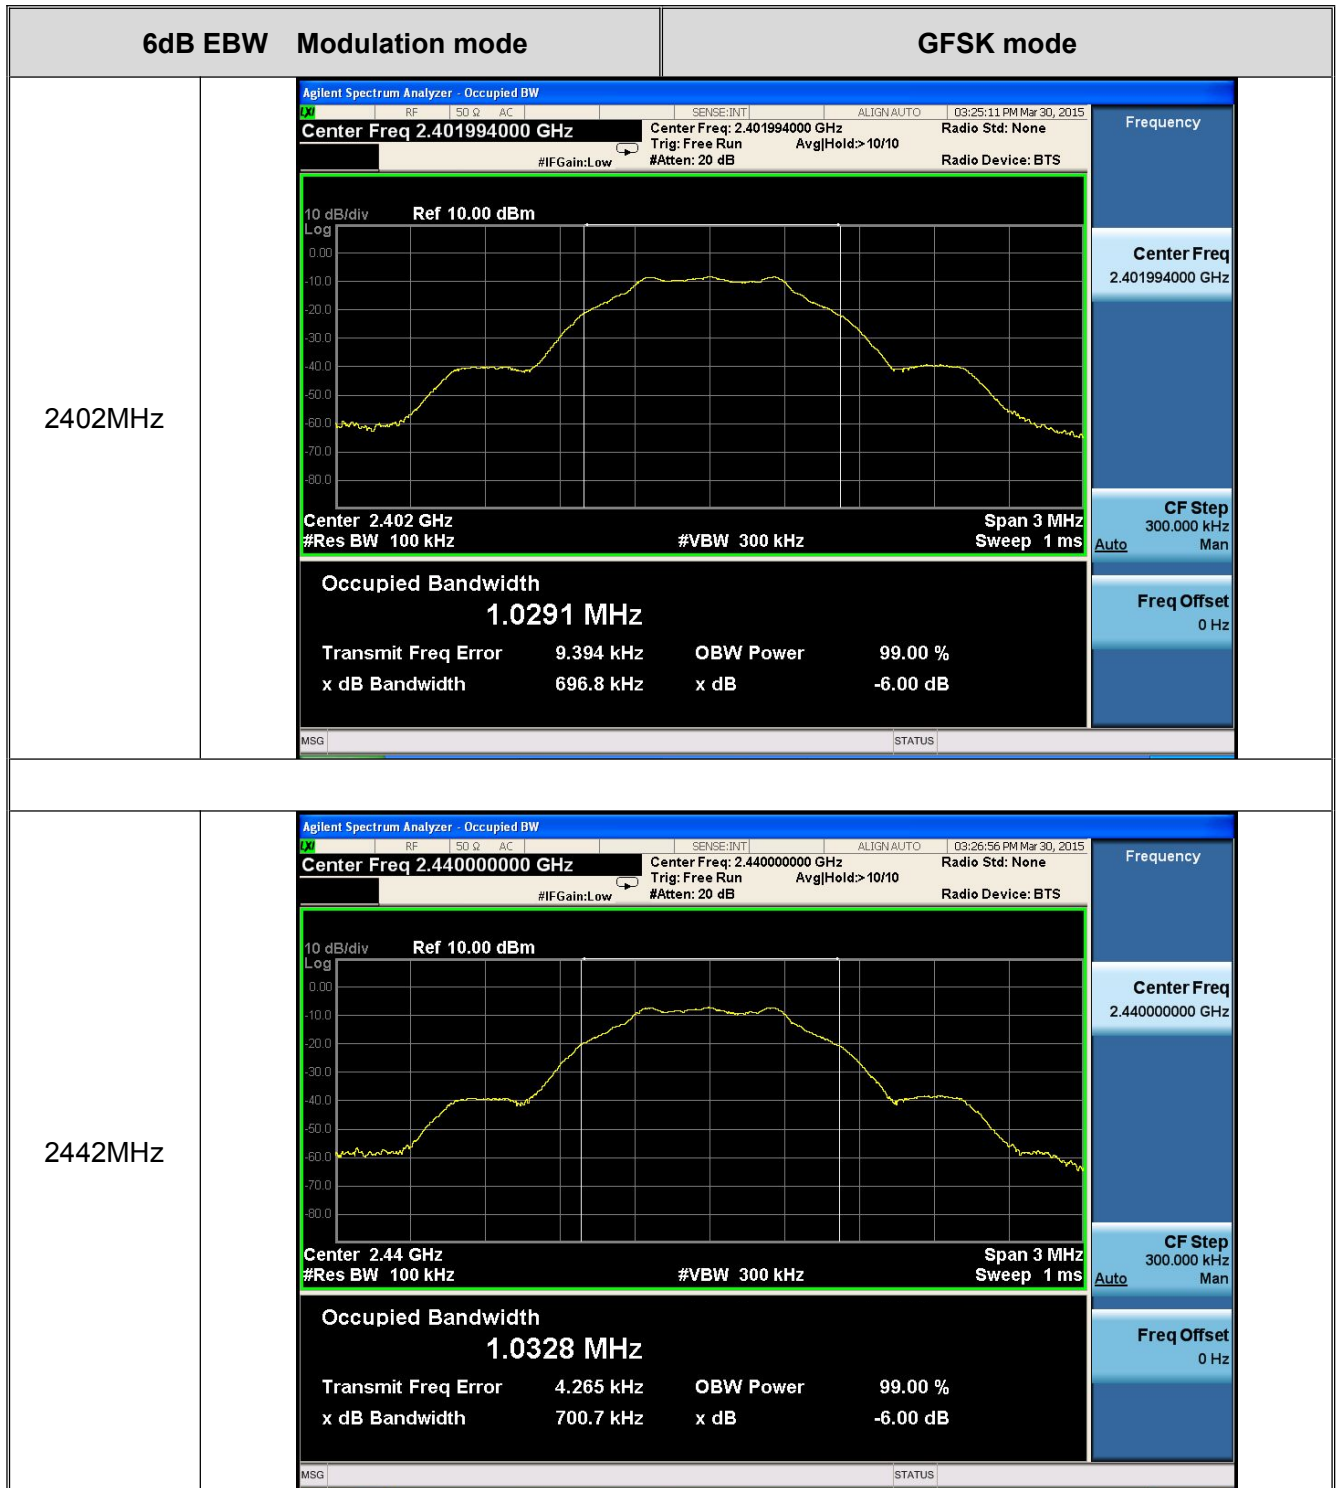 6dB EBW Modulation mode GFSK mode
2402MHz
Agilent Spectrum Analyzer - Occupied BW
LXI RF 50 Ω AC SENSE:INT ALIGN AUTO 03:25:11 PM Mar 30, 2015
Center Freq 2.401994000 GHz
Center Freq: 2.401994000 GHz Radio Std: None
Trig: Free Run Avg|Hold:> 10/10
#IFGain:Low #Atten: 20 dB Radio Device: BTS
10 dB/div Ref 10.00 dBm
Log
0.00
-10.0
-20.0
-30.0
-40.0
-50.0
-60.0
-70.0
-80.0
Center 2.402 GHz Span 3 MHz
#Res BW 100 kHz #VBW 300 kHz Sweep 1 ms
Occupied Bandwidth
1.0291 MHz
Transmit Freq Error 9.394 kHz OBW Power 99.00 %
x dB Bandwidth 696.8 kHz x dB -6.00 dB
MSG STATUS
Frequency
Center Freq
2.401994000 GHz
CF Step
300.000 kHz
Auto Man
Freq Offset
0 Hz
2442MHz
Agilent Spectrum Analyzer - Occupied BW
LXI RF 50 Ω AC SENSE:INT ALIGN AUTO 03:26:56 PM Mar 30, 2015
Center Freq 2.440000000 GHz
Center Freq: 2.440000000 GHz Radio Std: None
Trig: Free Run Avg|Hold:> 10/10
#IFGain:Low #Atten: 20 dB Radio Device: BTS
10 dB/div Ref 10.00 dBm
Log
0.00
-10.0
-20.0
-30.0
-40.0
-50.0
-60.0
-70.0
-80.0
Center 2.44 GHz Span 3 MHz
#Res BW 100 kHz #VBW 300 kHz Sweep 1 ms
Occupied Bandwidth
1.0328 MHz
Transmit Freq Error 4.265 kHz OBW Power 99.00 %
x dB Bandwidth 700.7 kHz x dB -6.00 dB
MSG STATUS
Frequency
Center Freq
2.440000000 GHz
CF Step
300.000 kHz
Auto Man
Freq Offset
0 Hz